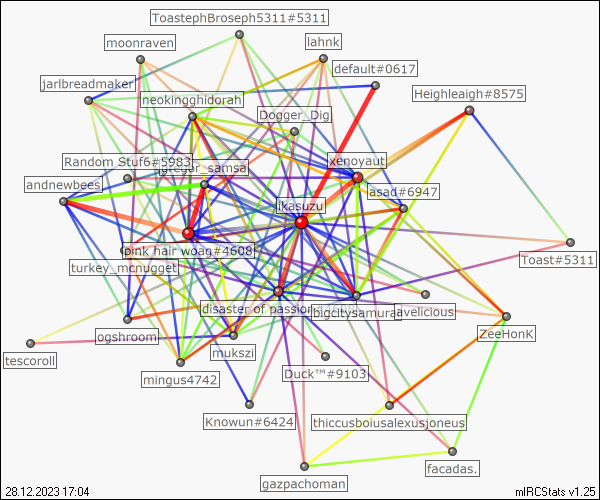 ToastephBroseph5311#5311
moonraven
lahnk
default#0617
jarlbreadmaker
neokingghidorah
Heighleaigh#8575
Dogger_Dig
Random_Stuf6#5983
xenoyaut
gregor_samsa
andnewbees
asad#6947
ikasuzu
pink hair woag#4608
Toast#5311
turkey_mcnugget
disaster of passion
bigcitysamurai
avelicious
ogshroom
ZeeHonK
mukszi
tescoroll
Duck™#9103
mingus4742
Knowun#6424
thiccusboiusalexusjoneus
facadas.
gazpachoman
28.12.2023 17:04
mIRCStats v1.25